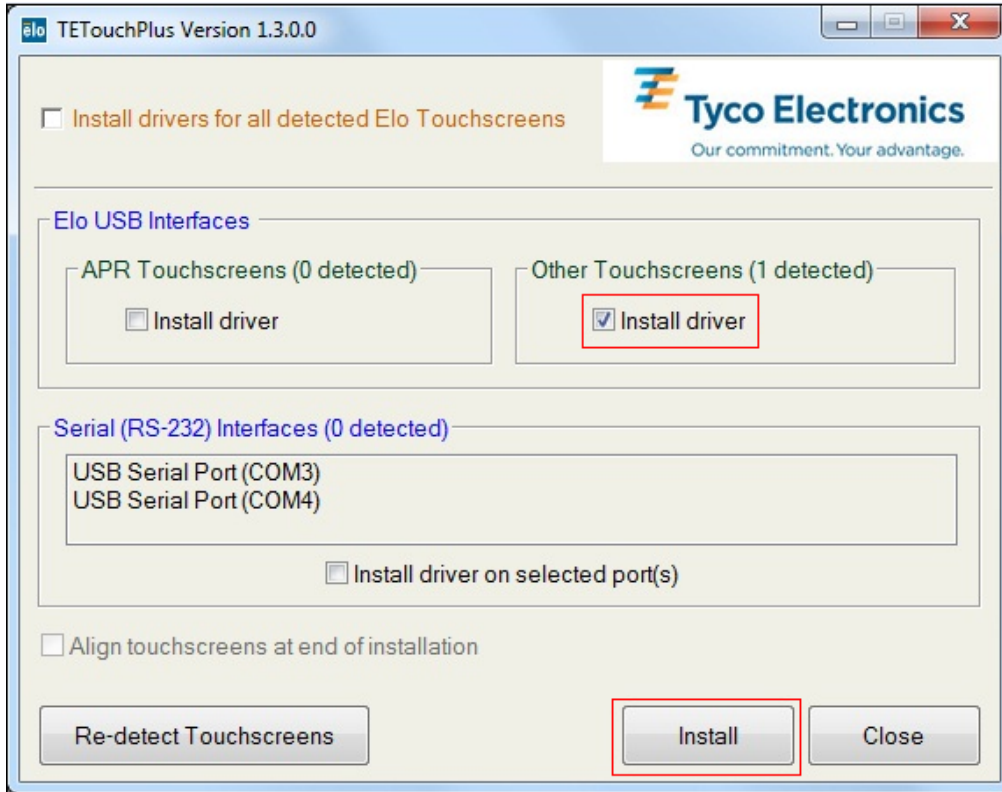 elo TETouchPlus Version 1.3.0.0
Install drivers for all detected Elo Touchscreens
Tyco Electronics
Our commitment. Your advantage.
Elo USB Interfaces
APR Touchscreens (0 detected)
Install driver
Other Touchscreens (1 detected)
Install driver
Serial (RS-232) Interfaces (0 detected)
USB Serial Port (COM3)
USB Serial Port (COM4)
Install driver on selected port(s)
Align touchscreens at end of installation
Re-detect Touchscreens
Install
Close